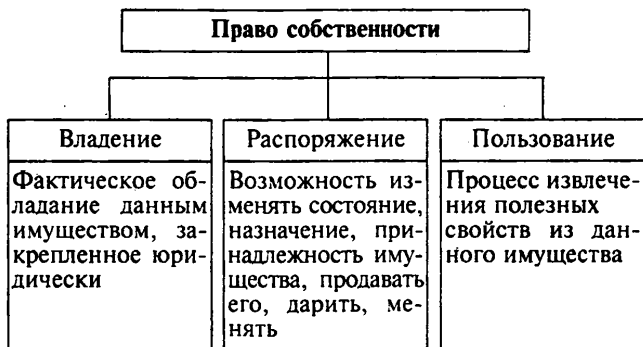 Право собственности
Владение
Фактическое об-
ладание данным
имуществом, за-
крепленное юри-
дически
Распоряжение
Возможность из-
менять состояние,
назначение, при-
надлежность иму-
щества, продавать
его, дарить, ме-
нять
Пользование
Процесс извлече-
ния полезных
свойств из дан-
ного имущества